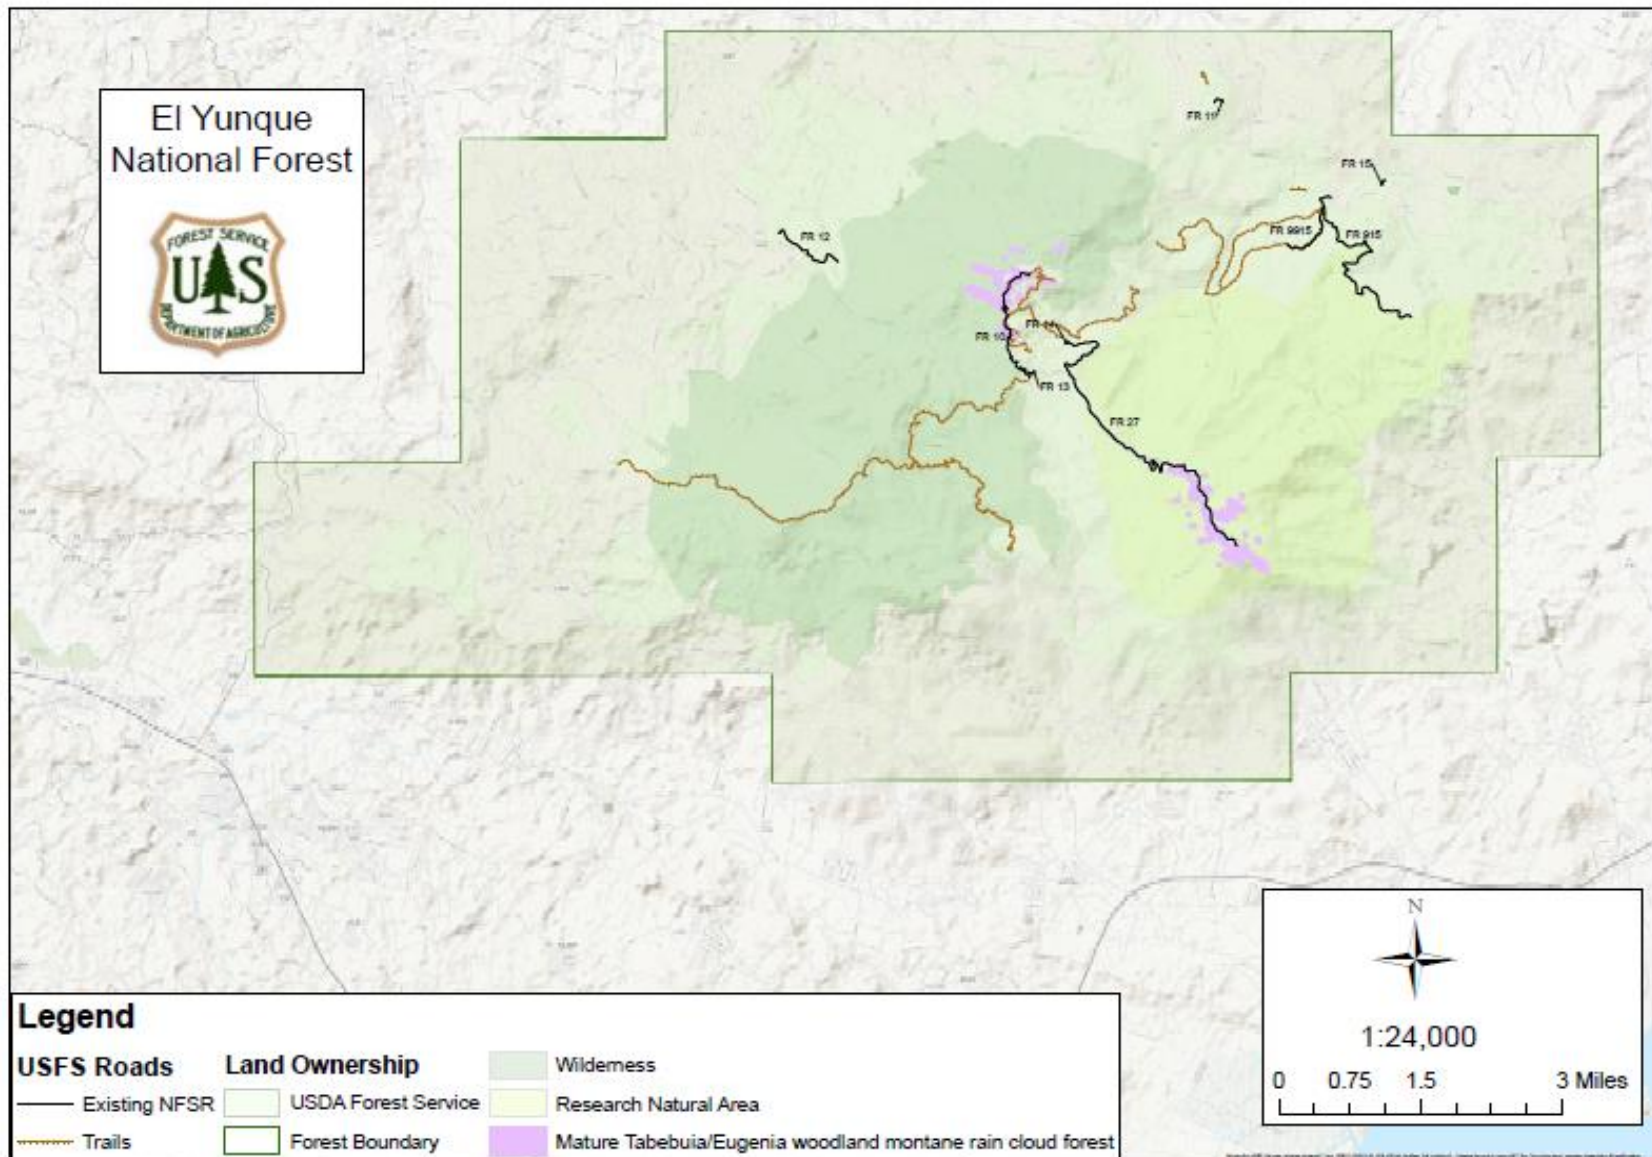 El Yunque
National Forest
FOREST SERVICE
U S
DEPARTMENT OF AGRICULTURE
FR 11
FR 15
FR 12
FR 9915
FR 915
FR 10
FR 13
FR 27
N
1:24,000
0 0.75 1.5 3 Miles
Legend
USFS Roads
Existing NFSR
Trails
Land Ownership
USDA Forest Service
Forest Boundary
Wilderness
Research Natural Area
Mature Tabebuia/Eugenia woodland montane rain cloud forest